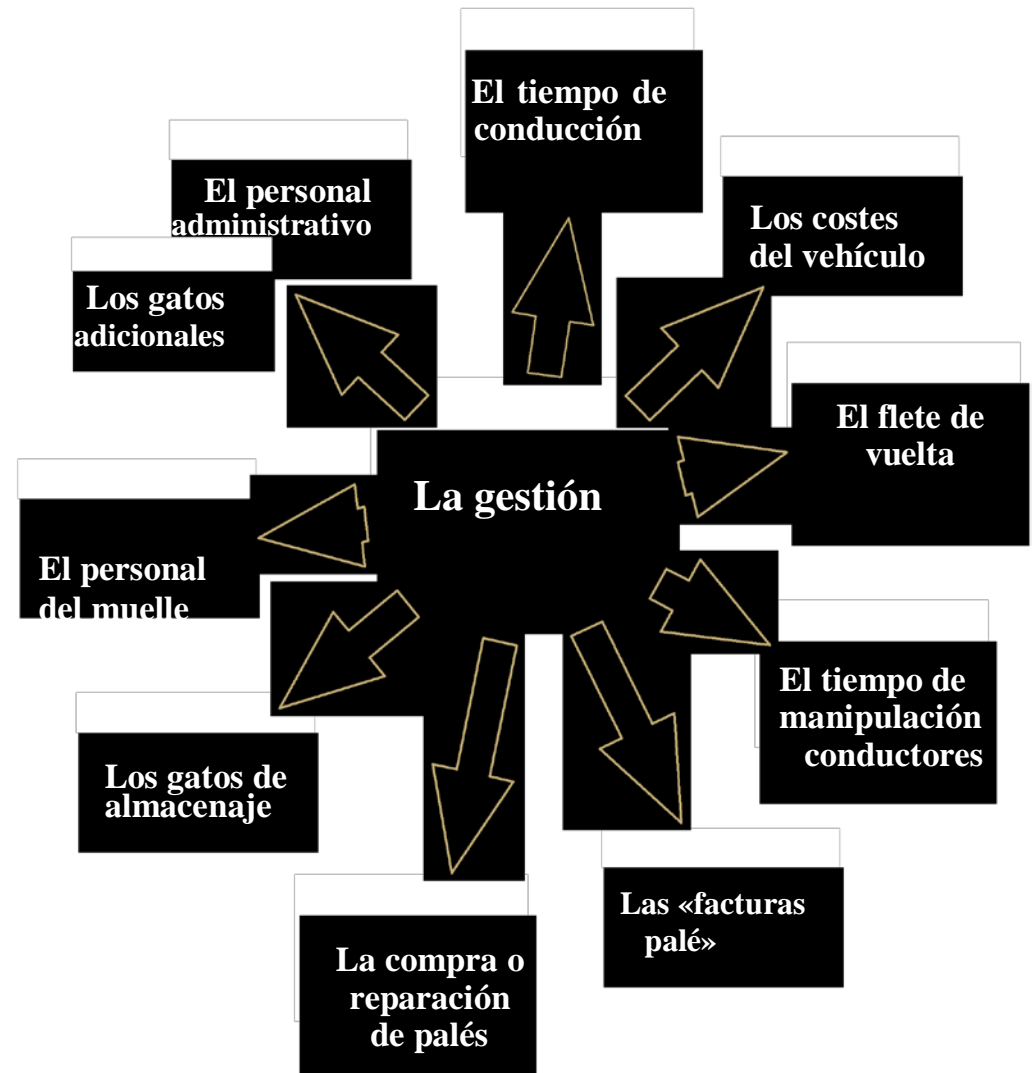 El tiempo de
conducción
El personal
administrativo
Los costes
del vehículo
Los gatos
adicionales
El flete de
vuelta
La gestión
El personal
del muelle
El tiempo de
manipulación
conductores
Los gatos de
almacenaje
Las «facturas
palé»
La compra o
reparación
de palés